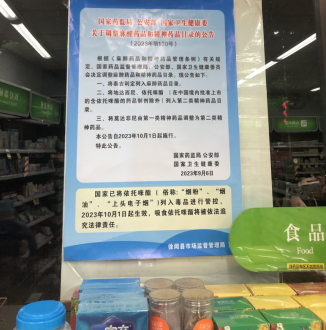 国家药监局 公安部 国家卫生健康委
关于调整麻醉药品和精神药品目录的公告
(2023年第120号)
根据《麻醉药品和精神药品管理条例》有关规定,
国家药品监督管理局、公安部、国家卫生健康委员
会决定调整麻醉药品和精神药品目录。现公告如下:
一、将泰吉利定列入麻醉药品目录。
二、将地达西尼、依托咪酯(在中国境内批准上市
的含依托咪酯的药品制剂除外)列入第二类精神药品目录。
三、将莫达非尼由第一类精神药品调整为第二类
精神药品。
本公告自2023年10月1日起施行。
特此公告。
国家药监局 公安部
国家卫生健康委
2023年9月6日
国家已将依托咪酯(俗称:“烟粉”、“烟
油”、“上头电子烟”)列入毒品进行管控,
2023年10月1日起生效,吸食依托咪酯将被依法追
究法律责任。
徐闻县市场监督管理局
食品
Food